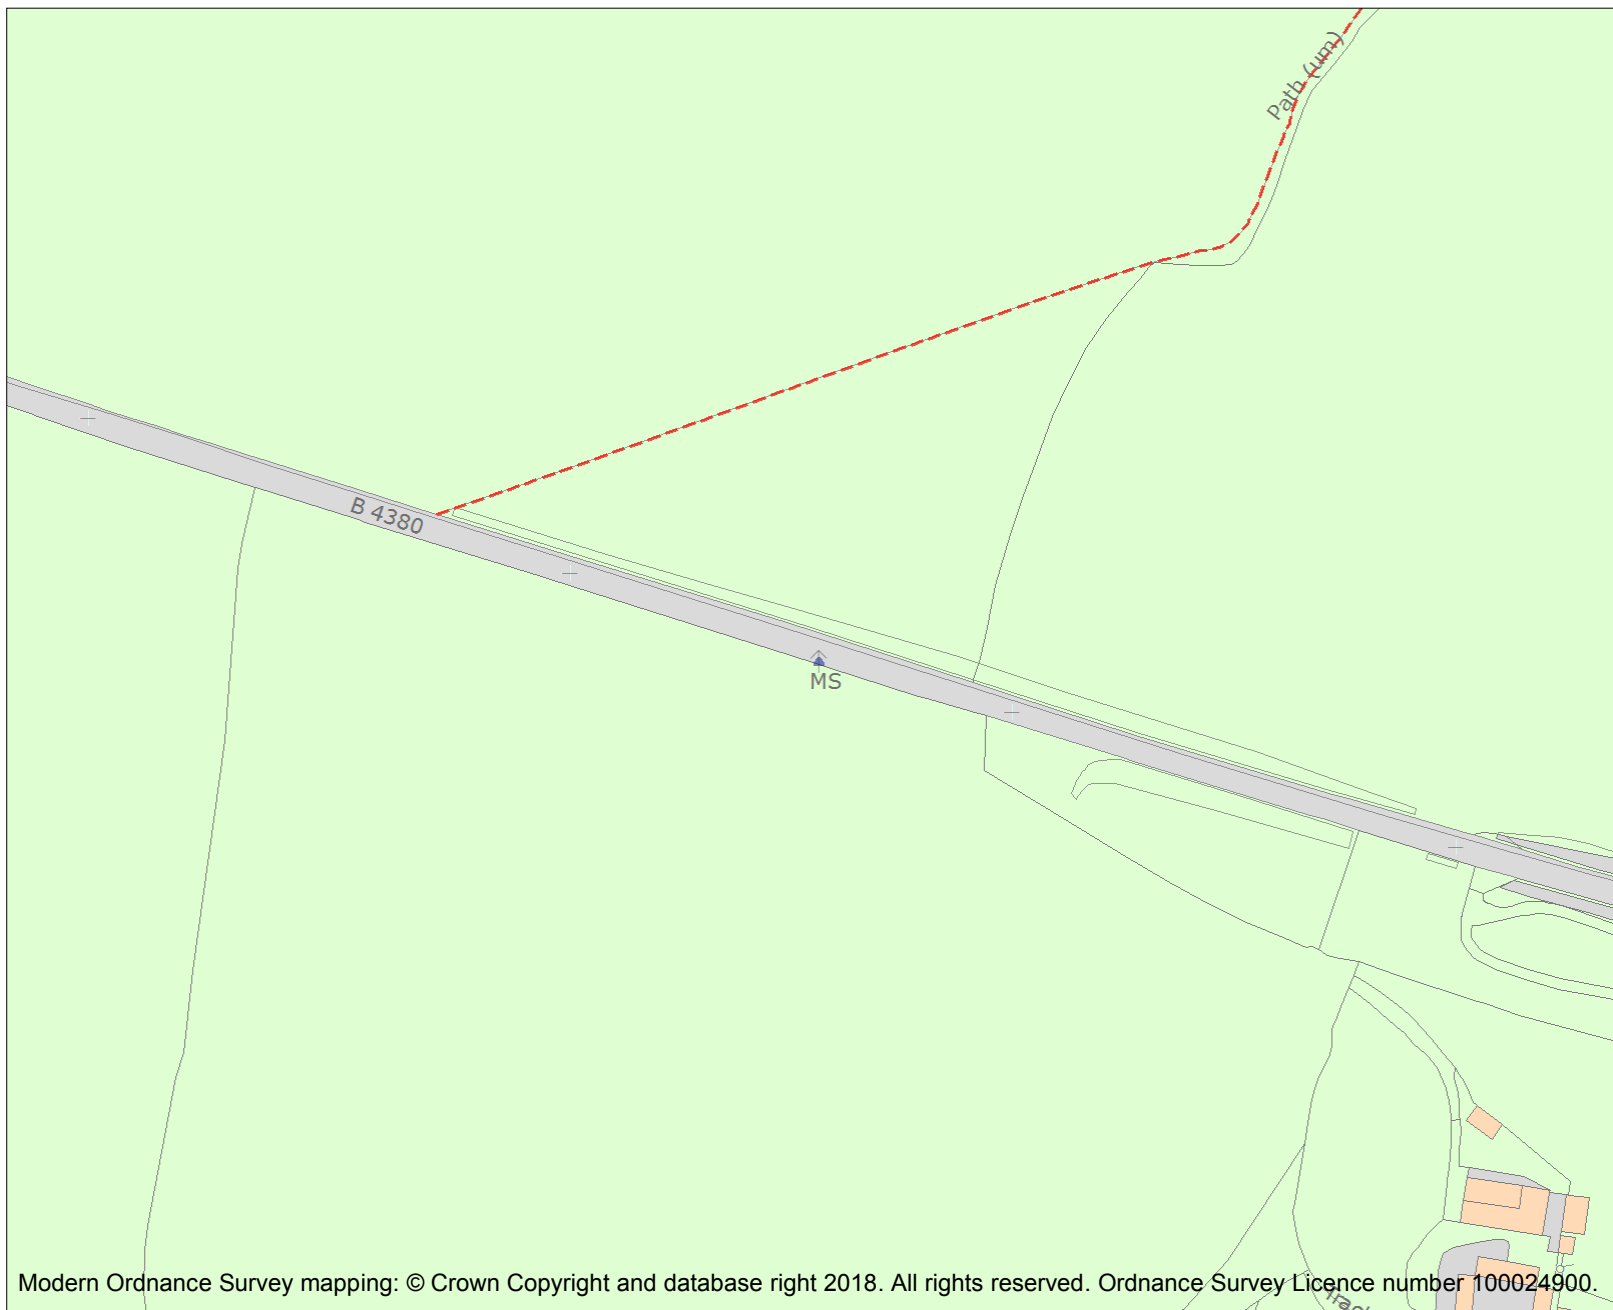 Path (um)
B 4380
MS
Track
Modern Ordnance Survey mapping: © Crown Copyright and database right 2018. All rights reserved. Ordnance Survey Licence number 100024900.